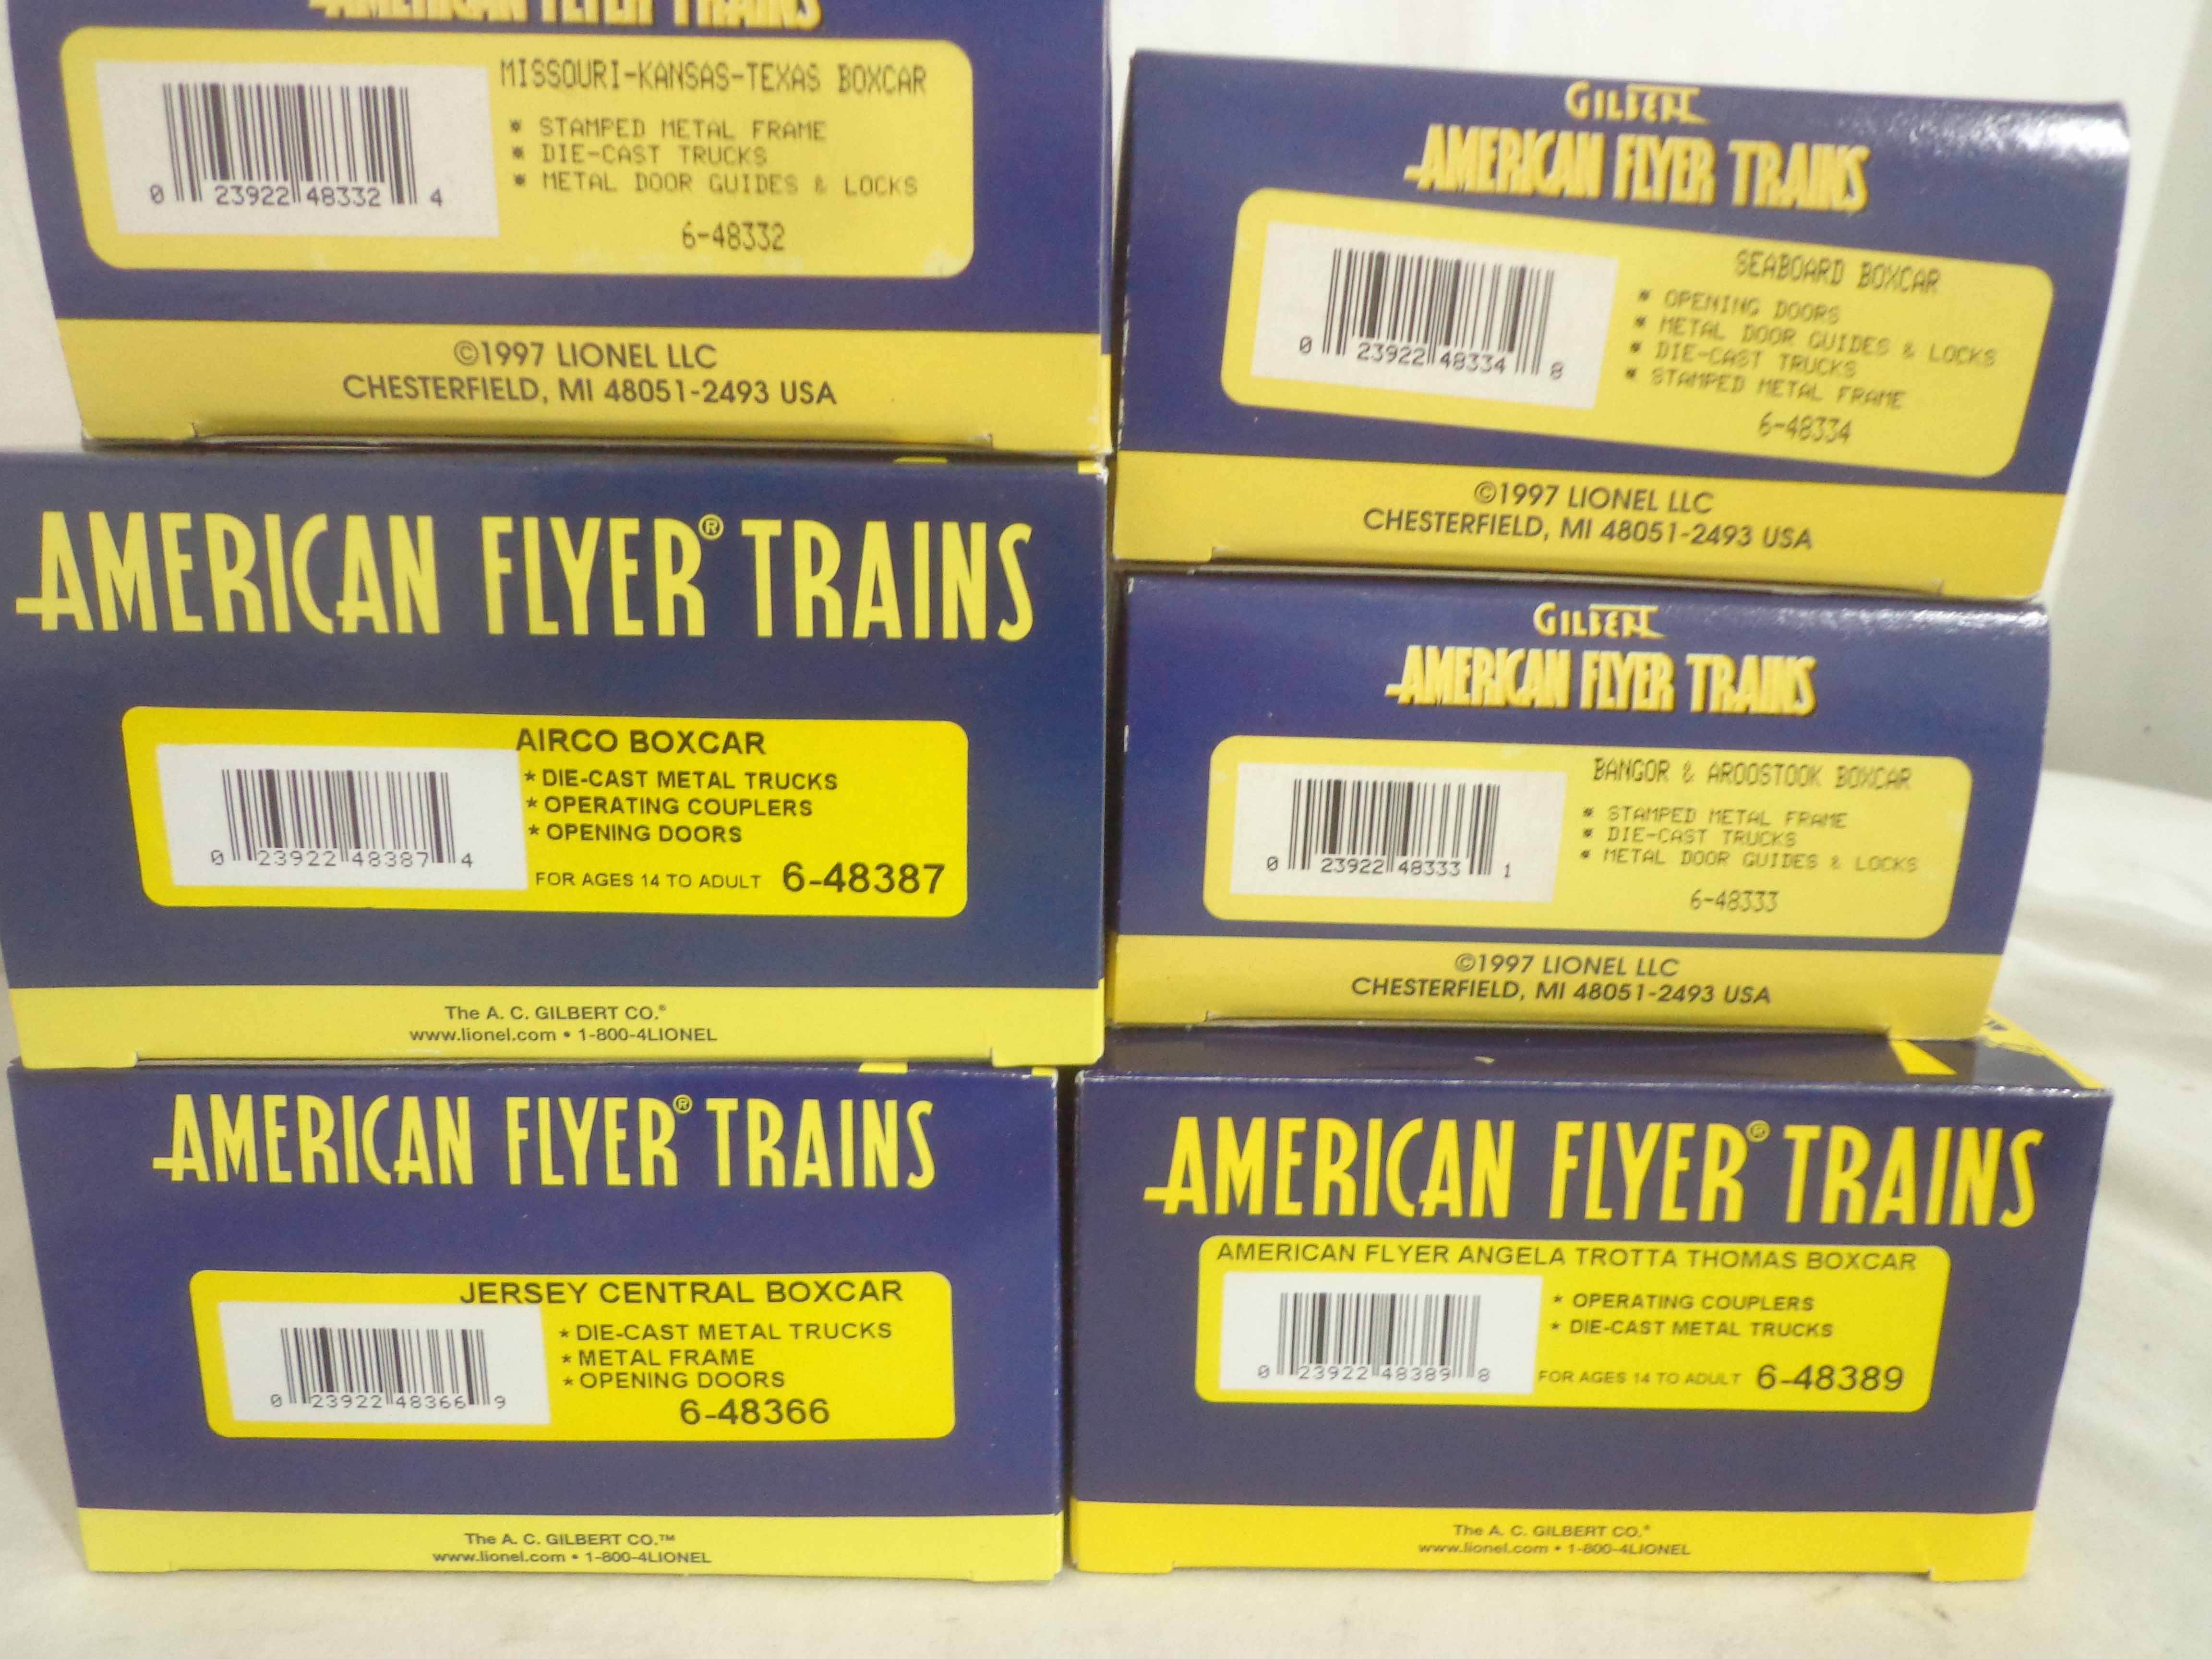 AMERICAN FLYER TRAINS
MISSOURI-KANSAS-TEXAS BOXCAR
* STAMPED METAL FRAME
* DIE-CAST TRUCKS
* METAL DOOR GUIDES & LOCKS
0 23922 48332 4
6-48332
©1997 LIONEL LLC
CHESTERFIELD, MI 48051-2493 USA
AMERICAN FLYER® TRAINS
AIRCO BOXCAR
* DIE-CAST METAL TRUCKS
* OPERATING COUPLERS
* OPENING DOORS
0 23922 48387 4
FOR AGES 14 TO ADULT 6-48387
The A. C. GILBERT CO.®
www.lionel.com • 1-800-4LIONEL
AMERICAN FLYER® TRAINS
JERSEY CENTRAL BOXCAR
* DIE-CAST METAL TRUCKS
* METAL FRAME
* OPENING DOORS
0 23922 48366 9
6-48366
The A. C. GILBERT CO.™
www.lionel.com • 1-800-4LIONEL
GILBERT
AMERICAN FLYER TRAINS
SEABOARD BOXCAR
* OPENING DOORS
* METAL DOOR GUIDES & LOCKS
* DIE-CAST TRUCKS
* STAMPED METAL FRAME
0 23922 48334 8
6-48334
©1997 LIONEL LLC
CHESTERFIELD, MI 48051-2493 USA
GILBERT
AMERICAN FLYER TRAINS
BANGOR & AROOSTOOK BOXCAR
* STAMPED METAL FRAME
* DIE-CAST TRUCKS
* METAL DOOR GUIDES & LOCKS
0 23922 48333 1
6-48333
©1997 LIONEL LLC
CHESTERFIELD, MI 48051-2493 USA
AMERICAN FLYER® TRAINS
AMERICAN FLYER ANGELA TROTTA THOMAS BOXCAR
* OPERATING COUPLERS
* DIE-CAST METAL TRUCKS
0 23922 48389 8
FOR AGES 14 TO ADULT 6-48389
The A. C. GILBERT CO.®
www.lionel.com • 1-800-4LIONEL